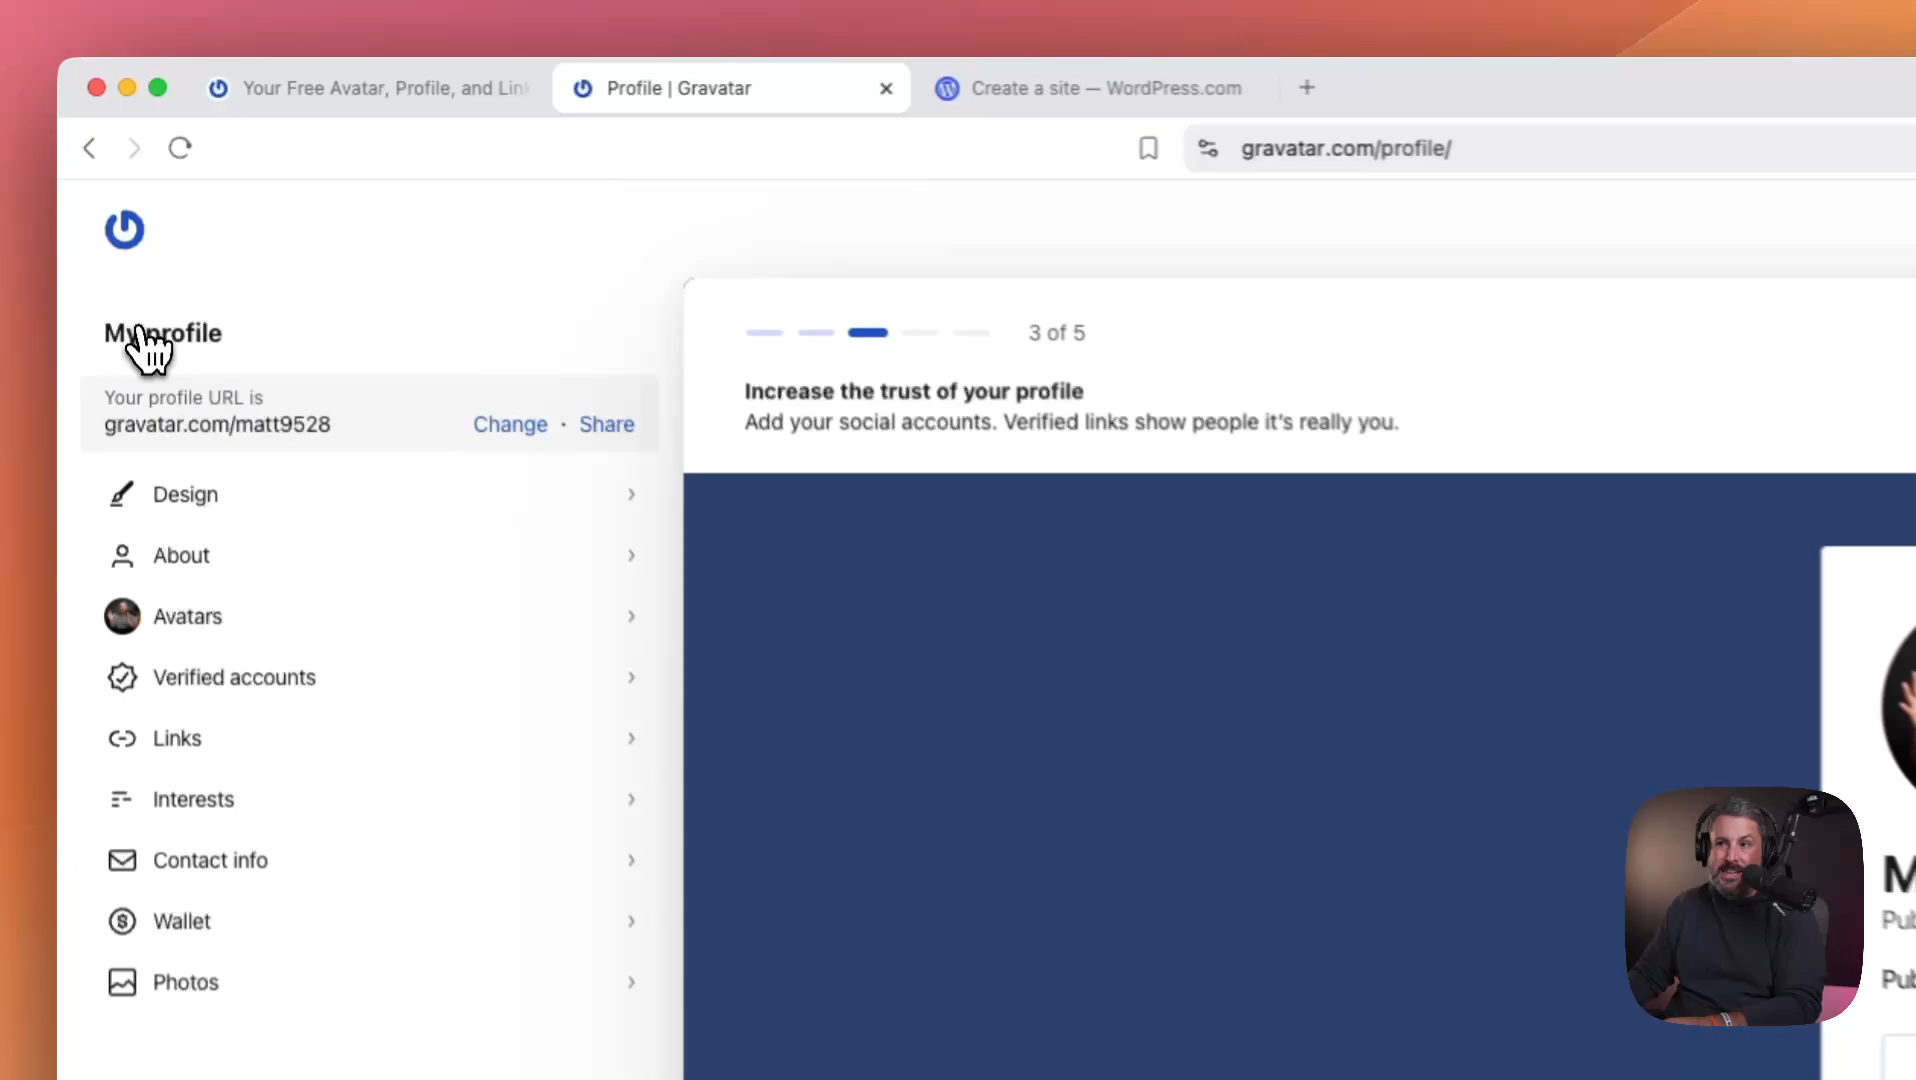 Your Free Avatar, Profile, and Lin
Profile | Gravatar
Create a site — WordPress.com
gravatar.com/profile/
My profile
3 of 5
Increase the trust of your profile
Add your social accounts. Verified links show people it's really you.
Your profile URL is
gravatar.com/matt9528
Change · Share
Design
About
Avatars
Verified accounts
Links
Interests
Contact info
Wallet
Photos
M
Pub
Pub